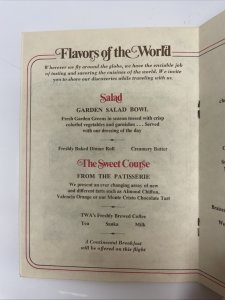 Flavors of the World
Wherever we fly around the globe, we have the enviable job
of tasting and savoring the cuisines of the world. We invite
you to share our discoveries while traveling with us.
Salad
GARDEN SALAD BOWL
Fresh Garden Greens in season tossed with crisp
colorful vegetables and garnishes . . . Served
with our dressing of the day
Freshly Baked Dinner Roll Creamery Butter
The Sweet Course
FROM THE PATISSERIE
We present an ever changing array of new
and different tastes such as Almond Chiffon,
Valencia Orange or our Monte Cristo Chocolate Tart
TWA's Freshly Brewed Coffee
Tea Sanka Milk
A Continental Breakfast
will be offered on this flight